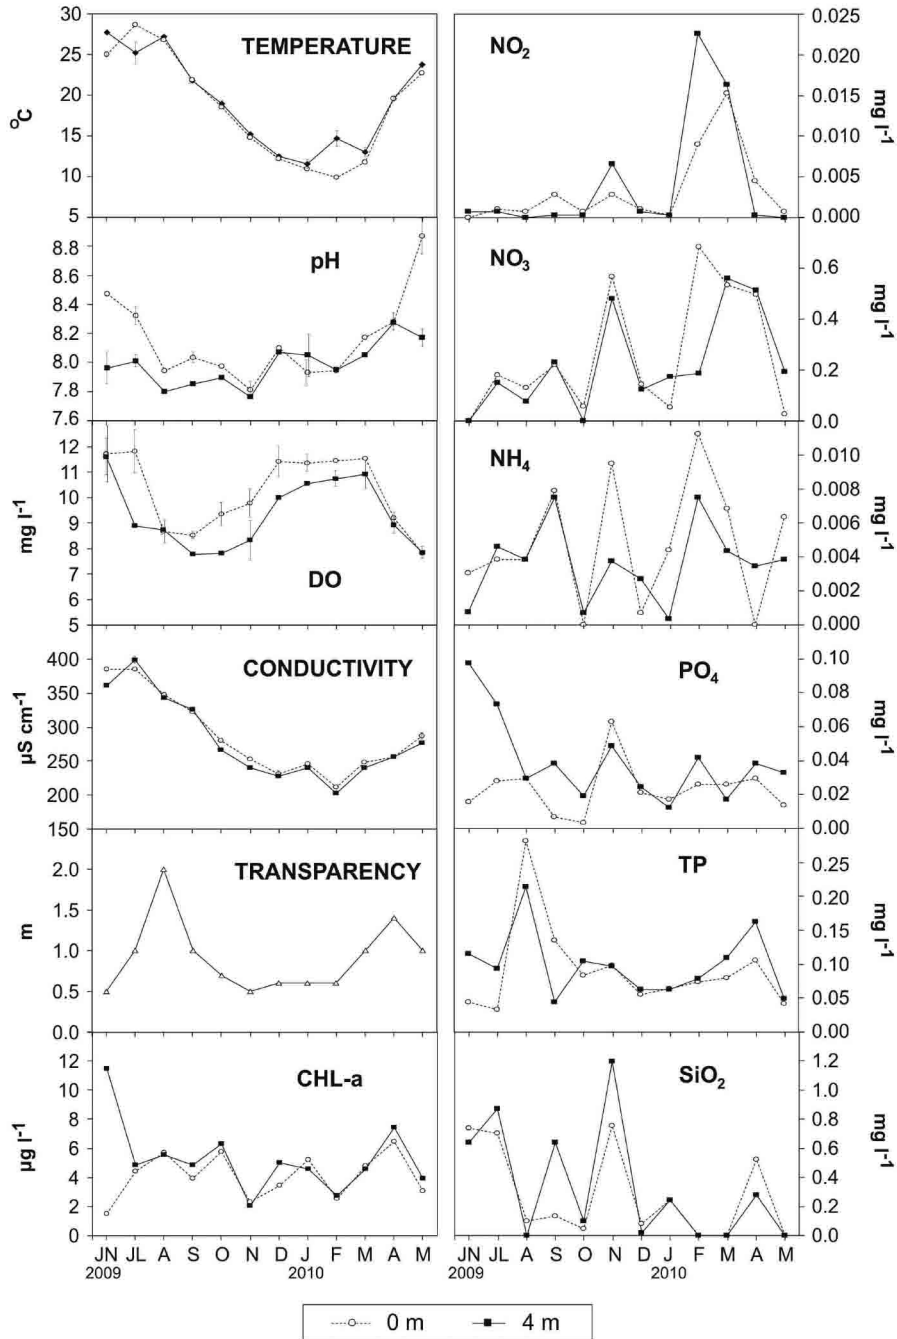 TEMPERATURE
30
25
20
15
10
5
°C
pH
8.8
8.6
8.4
8.2
8.0
7.8
7.6
DO
12
11
10
9
8
7
6
5
mg l⁻¹
CONDUCTIVITY
400
350
300
250
200
150
µS cm⁻¹
TRANSPARENCY
2.0
1.5
1.0
0.5
0.0
m
CHL-a
12
10
8
6
4
2
0
µg l⁻¹
JN JL A S O N D J F M A M
2009 2010
NO₂
0.025
0.020
0.015
0.010
0.005
0.000
mg l⁻¹
NO₃
0.6
0.4
0.2
0.0
mg l⁻¹
NH₄
0.010
0.008
0.006
0.004
0.002
0.000
mg l⁻¹
PO₄
0.10
0.08
0.06
0.04
0.02
0.00
mg l⁻¹
TP
0.25
0.20
0.15
0.10
0.05
0.00
mg l⁻¹
SiO₂
1.2
1.0
0.8
0.6
0.4
0.2
0.0
mg l⁻¹
JN JL A S O N D J F M A M
2009 2010
0 m 4 m